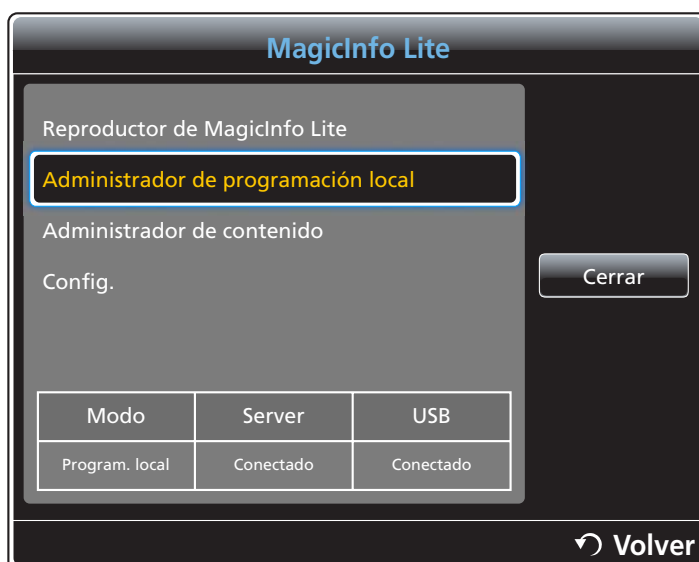 MagicInfo Lite
Reproductor de MagicInfo Lite
Administrador de programación local
Administrador de contenido
Config.
Cerrar
Modo Server USB
Program. local Conectado Conectado
Volver